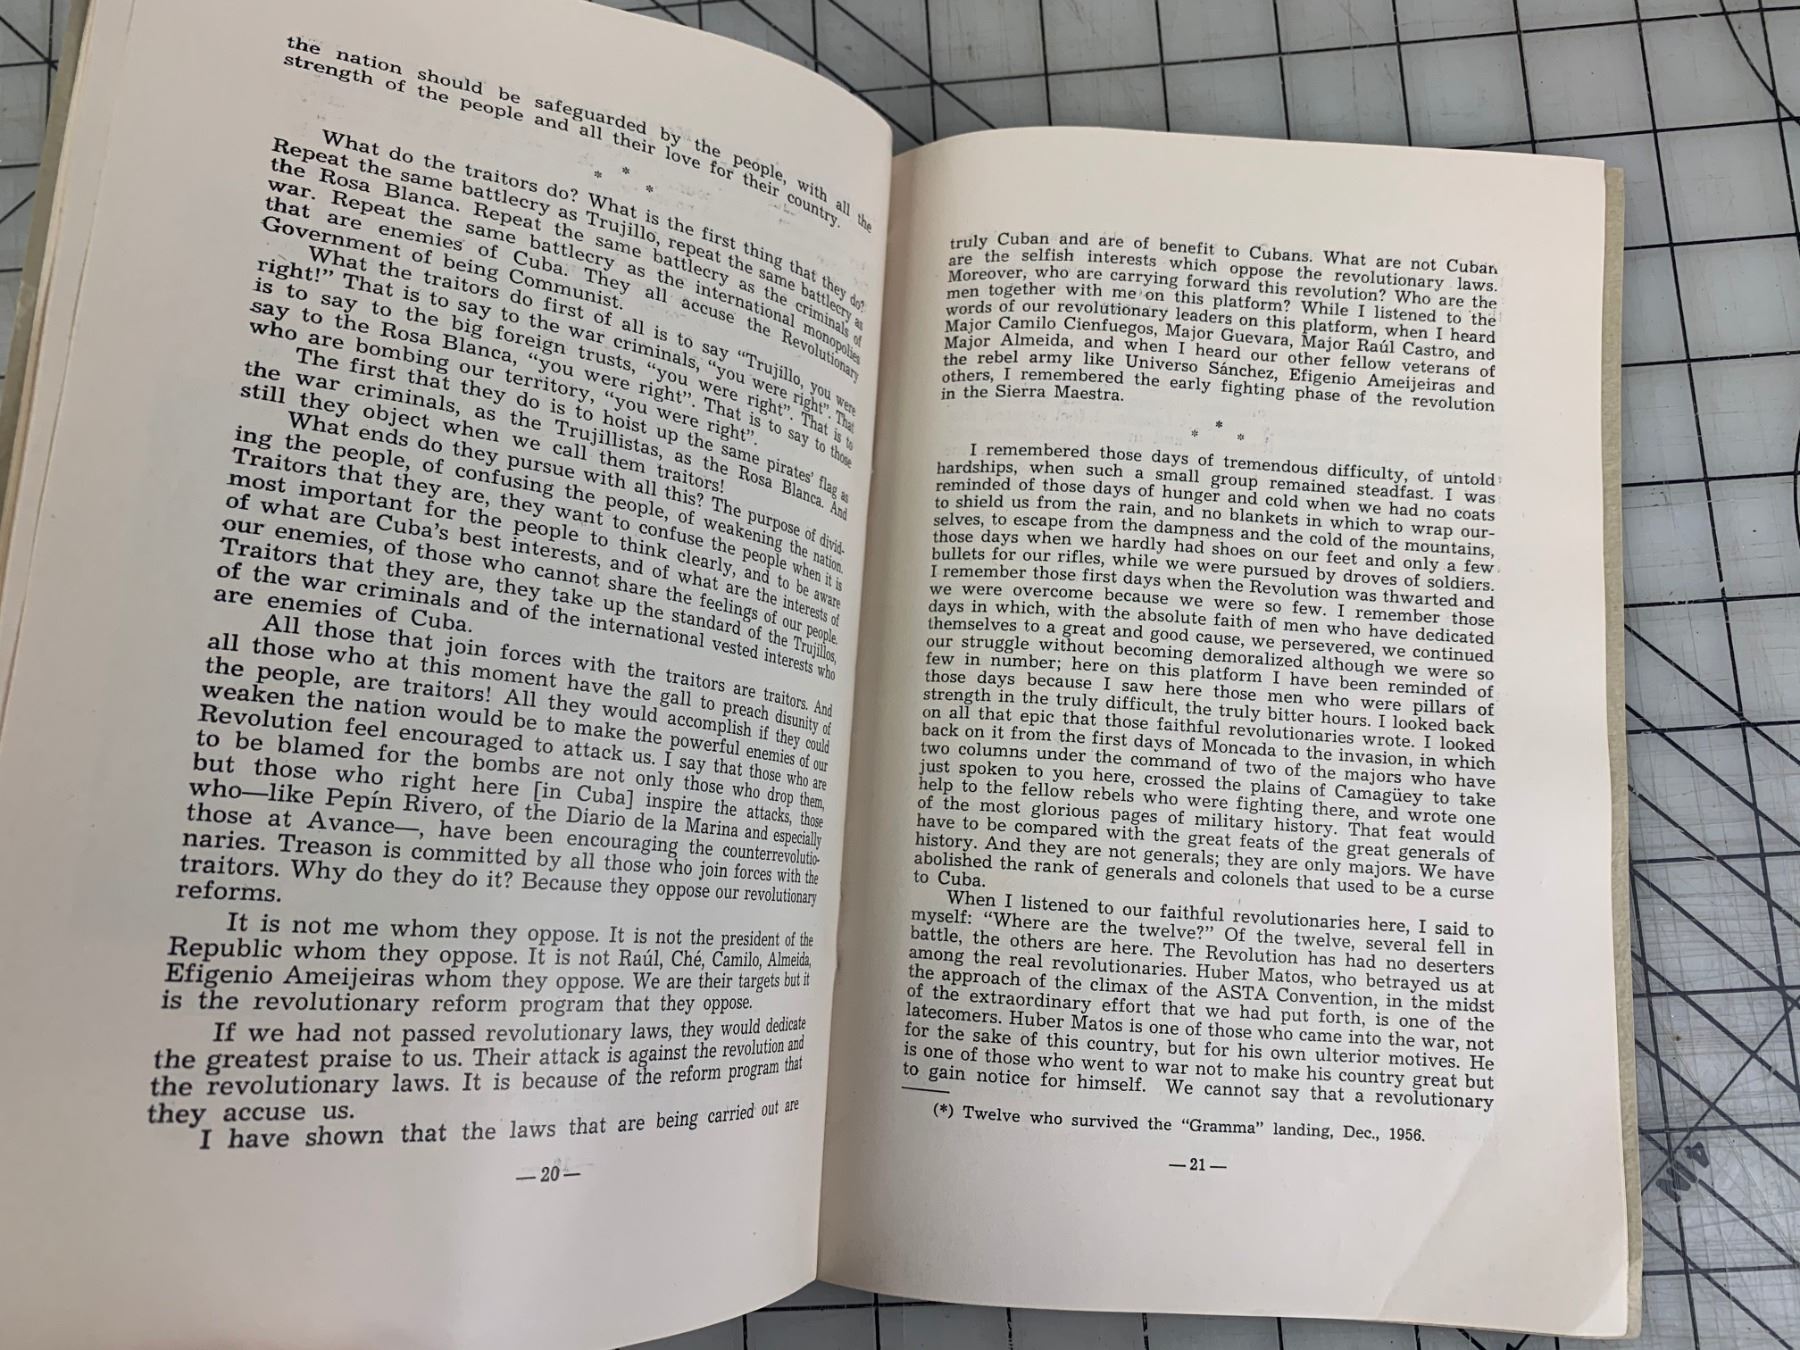 the nation should be safeguarded by the people, with all the
strength of the people and all their love for their country.
* * *
What do the traitors do? What is the first thing that they do?
Repeat the same battlecry as Trujillo, repeat the same battlecry as
the Rosa Blanca. Repeat the same battlecry as the criminals of
war. Repeat the same battlecry as the international monopolies
that are enemies of Cuba. They all accuse the Revolutionary
Government of being Communist.
What the traitors do first of all is to say “Trujillo, you were
right!” That is to say to the war criminals, “you were right”. That
is to say to the big foreign trusts, “you were right”. That is to
say to the Rosa Blanca, “you were right”. That is to say to those
who are bombing our territory, “you were right”.
The first that they do is to hoist up the same pirates’ flag as
the war criminals, as the Trujillistas, as the Rosa Blanca. And
still they object when we call them traitors!
What ends do they pursue with all this? The purpose of divid-
ing the people, of confusing the people, of weakening the nation.
Traitors that they are, they want to confuse the people when it is
most important for the people to think clearly, and to be aware
of what are Cuba’s best interests, and of what are the interests of
our enemies, of those who cannot share the feelings of our people.
Traitors that they are, they take up the standard of the Trujillos,
of the war criminals and of the international vested interests who
are enemies of Cuba.
All those that join forces with the traitors are traitors. And
all those who at this moment have the gall to preach disunity of
the people, are traitors! All they would accomplish if they could
weaken the nation would be to make the powerful enemies of our
Revolution feel encouraged to attack us. I say that those who are
to be blamed for the bombs are not only those who drop them,
but those who right here [in Cuba] inspire the attacks, those
who—like Pepín Rivero, of the Diario de la Marina and especially
those at Avance—, have been encouraging the counterrevolutio-
naries. Treason is committed by all those who join forces with the
traitors. Why do they do it? Because they oppose our revolutionary
reforms.
It is not me whom they oppose. It is not the president of the
Republic whom they oppose. It is not Raúl, Ché, Camilo, Almeida,
Efigenio Ameijeiras whom they oppose. We are their targets but it
is the revolutionary reform program that they oppose.
If we had not passed revolutionary laws, they would dedicate
the greatest praise to us. Their attack is against the revolution and
the revolutionary laws. It is because of the reform program that
they accuse us.
I have shown that the laws that are being carried out are
—20—
truly Cuban and are of benefit to Cubans. What are not Cuban
are the selfish interests which oppose the revolutionary laws.
Moreover, who are carrying forward this revolution? Who are the
men together with me on this platform? While I listened to the
words of our revolutionary leaders on this platform, when I heard
Major Camilo Cienfuegos, Major Guevara, Major Raúl Castro, and
Major Almeida, and when I heard our other fellow veterans of
the rebel army like Universo Sánchez, Efigenio Ameijeiras and
others, I remembered the early fighting phase of the revolution
in the Sierra Maestra.
* * *
I remembered those days of tremendous difficulty, of untold
hardships, when such a small group remained steadfast. I was
reminded of those days of hunger and cold when we had no coats
to shield us from the rain, and no blankets in which to wrap our-
selves, to escape from the dampness and the cold of the mountains,
those days when we hardly had shoes on our feet and only a few
bullets for our rifles, while we were pursued by droves of soldiers.
I remember those first days when the Revolution was thwarted and
we were overcome because we were so few. I remember those
days in which, with the absolute faith of men who have dedicated
themselves to a great and good cause, we persevered, we continued
our struggle without becoming demoralized although we were so
few in number; here on this platform I have been reminded of
those days because I saw here those men who were pillars of
strength in the truly difficult, the truly bitter hours. I looked back
on all that epic that those faithful revolutionaries wrote. I looked
back on it from the first days of Moncada to the invasion, in which
two columns under the command of two of the majors who have
just spoken to you here, crossed the plains of Camagüey to take
help to the fellow rebels who were fighting there, and wrote one
of the most glorious pages of military history. That feat would
have to be compared with the great feats of the great generals of
history. And they are not generals; they are only majors. We have
abolished the rank of generals and colonels that used to be a curse
to Cuba.
When I listened to our faithful revolutionaries here, I said to
myself: “Where are the twelve?” Of the twelve, several fell in
battle, the others are here. The Revolution has had no deserters
among the real revolutionaries. Huber Matos, who betrayed us at
the approach of the climax of the ASTA Convention, in the midst
of the extraordinary effort that we had put forth, is one of the
latecomers. Huber Matos is one of those who came into the war, not
for the sake of this country, but for his own ulterior motives. He
is one of those who went to war not to make his country great but
to gain notice for himself. We cannot say that a revolutionary
(*) Twelve who survived the “Gramma” landing, Dec., 1956.
—21—